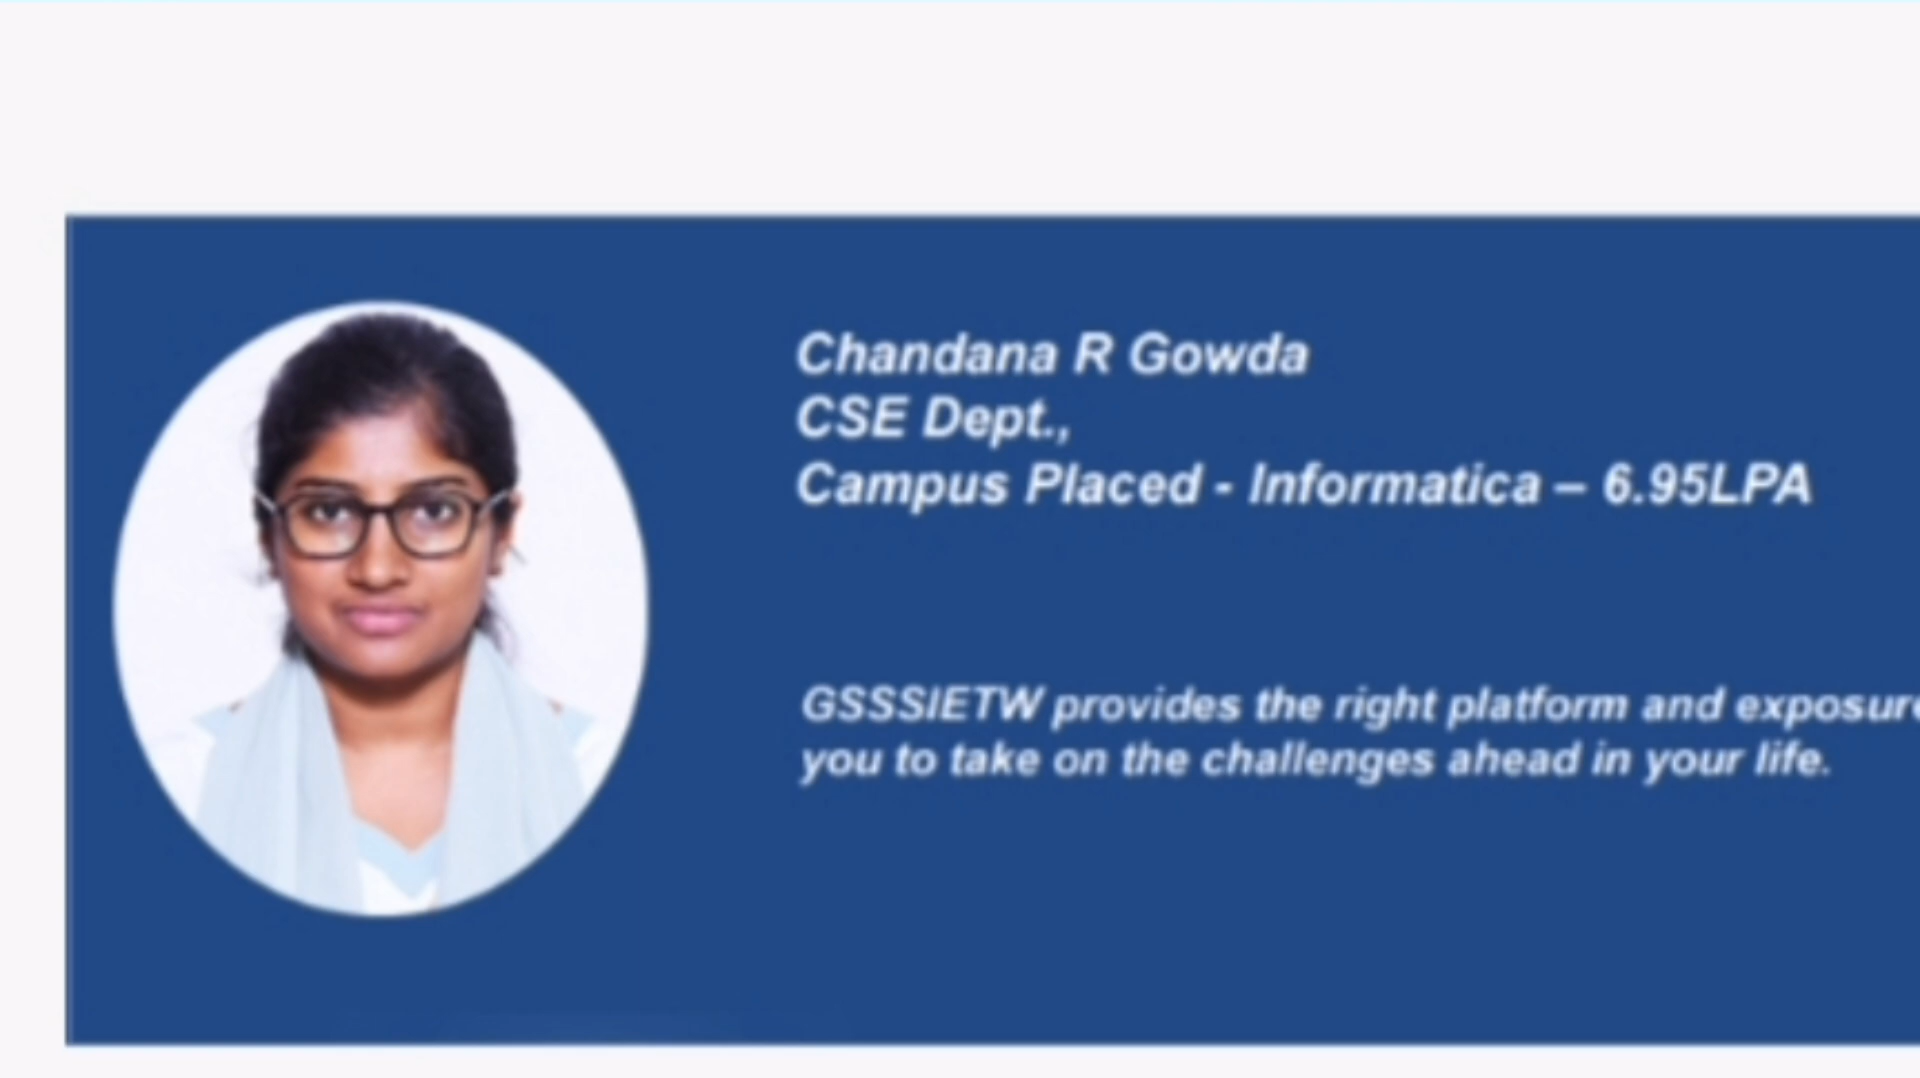 Chandana R Gowda
CSE Dept.,
Campus Placed - Informatica – 6.95LPA
GSSSIETW provides the right platform and exposure
you to take on the challenges ahead in your life.